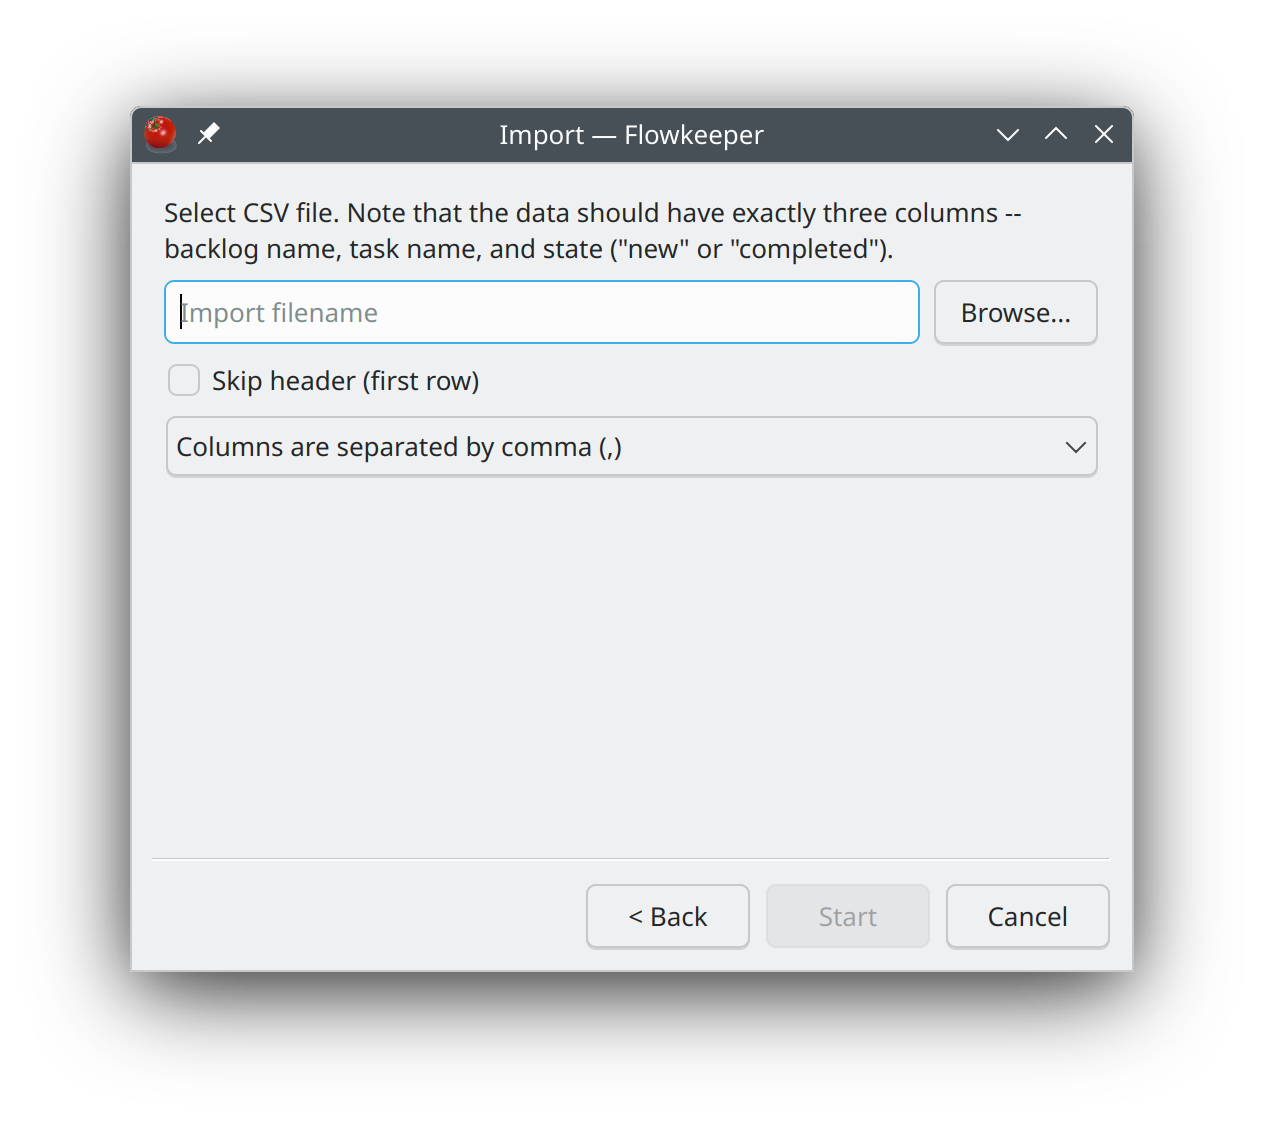 Import — Flowkeeper
Select CSV file. Note that the data should have exactly three columns --
backlog name, task name, and state ("new" or "completed").
Import filename
Browse...
Skip header (first row)
Columns are separated by comma (,)
< Back
Start
Cancel